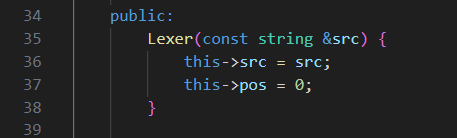 34 public:
35 Lexer(const string &src) {
36 this->src = src;
37 this->pos = 0;
38 }
39